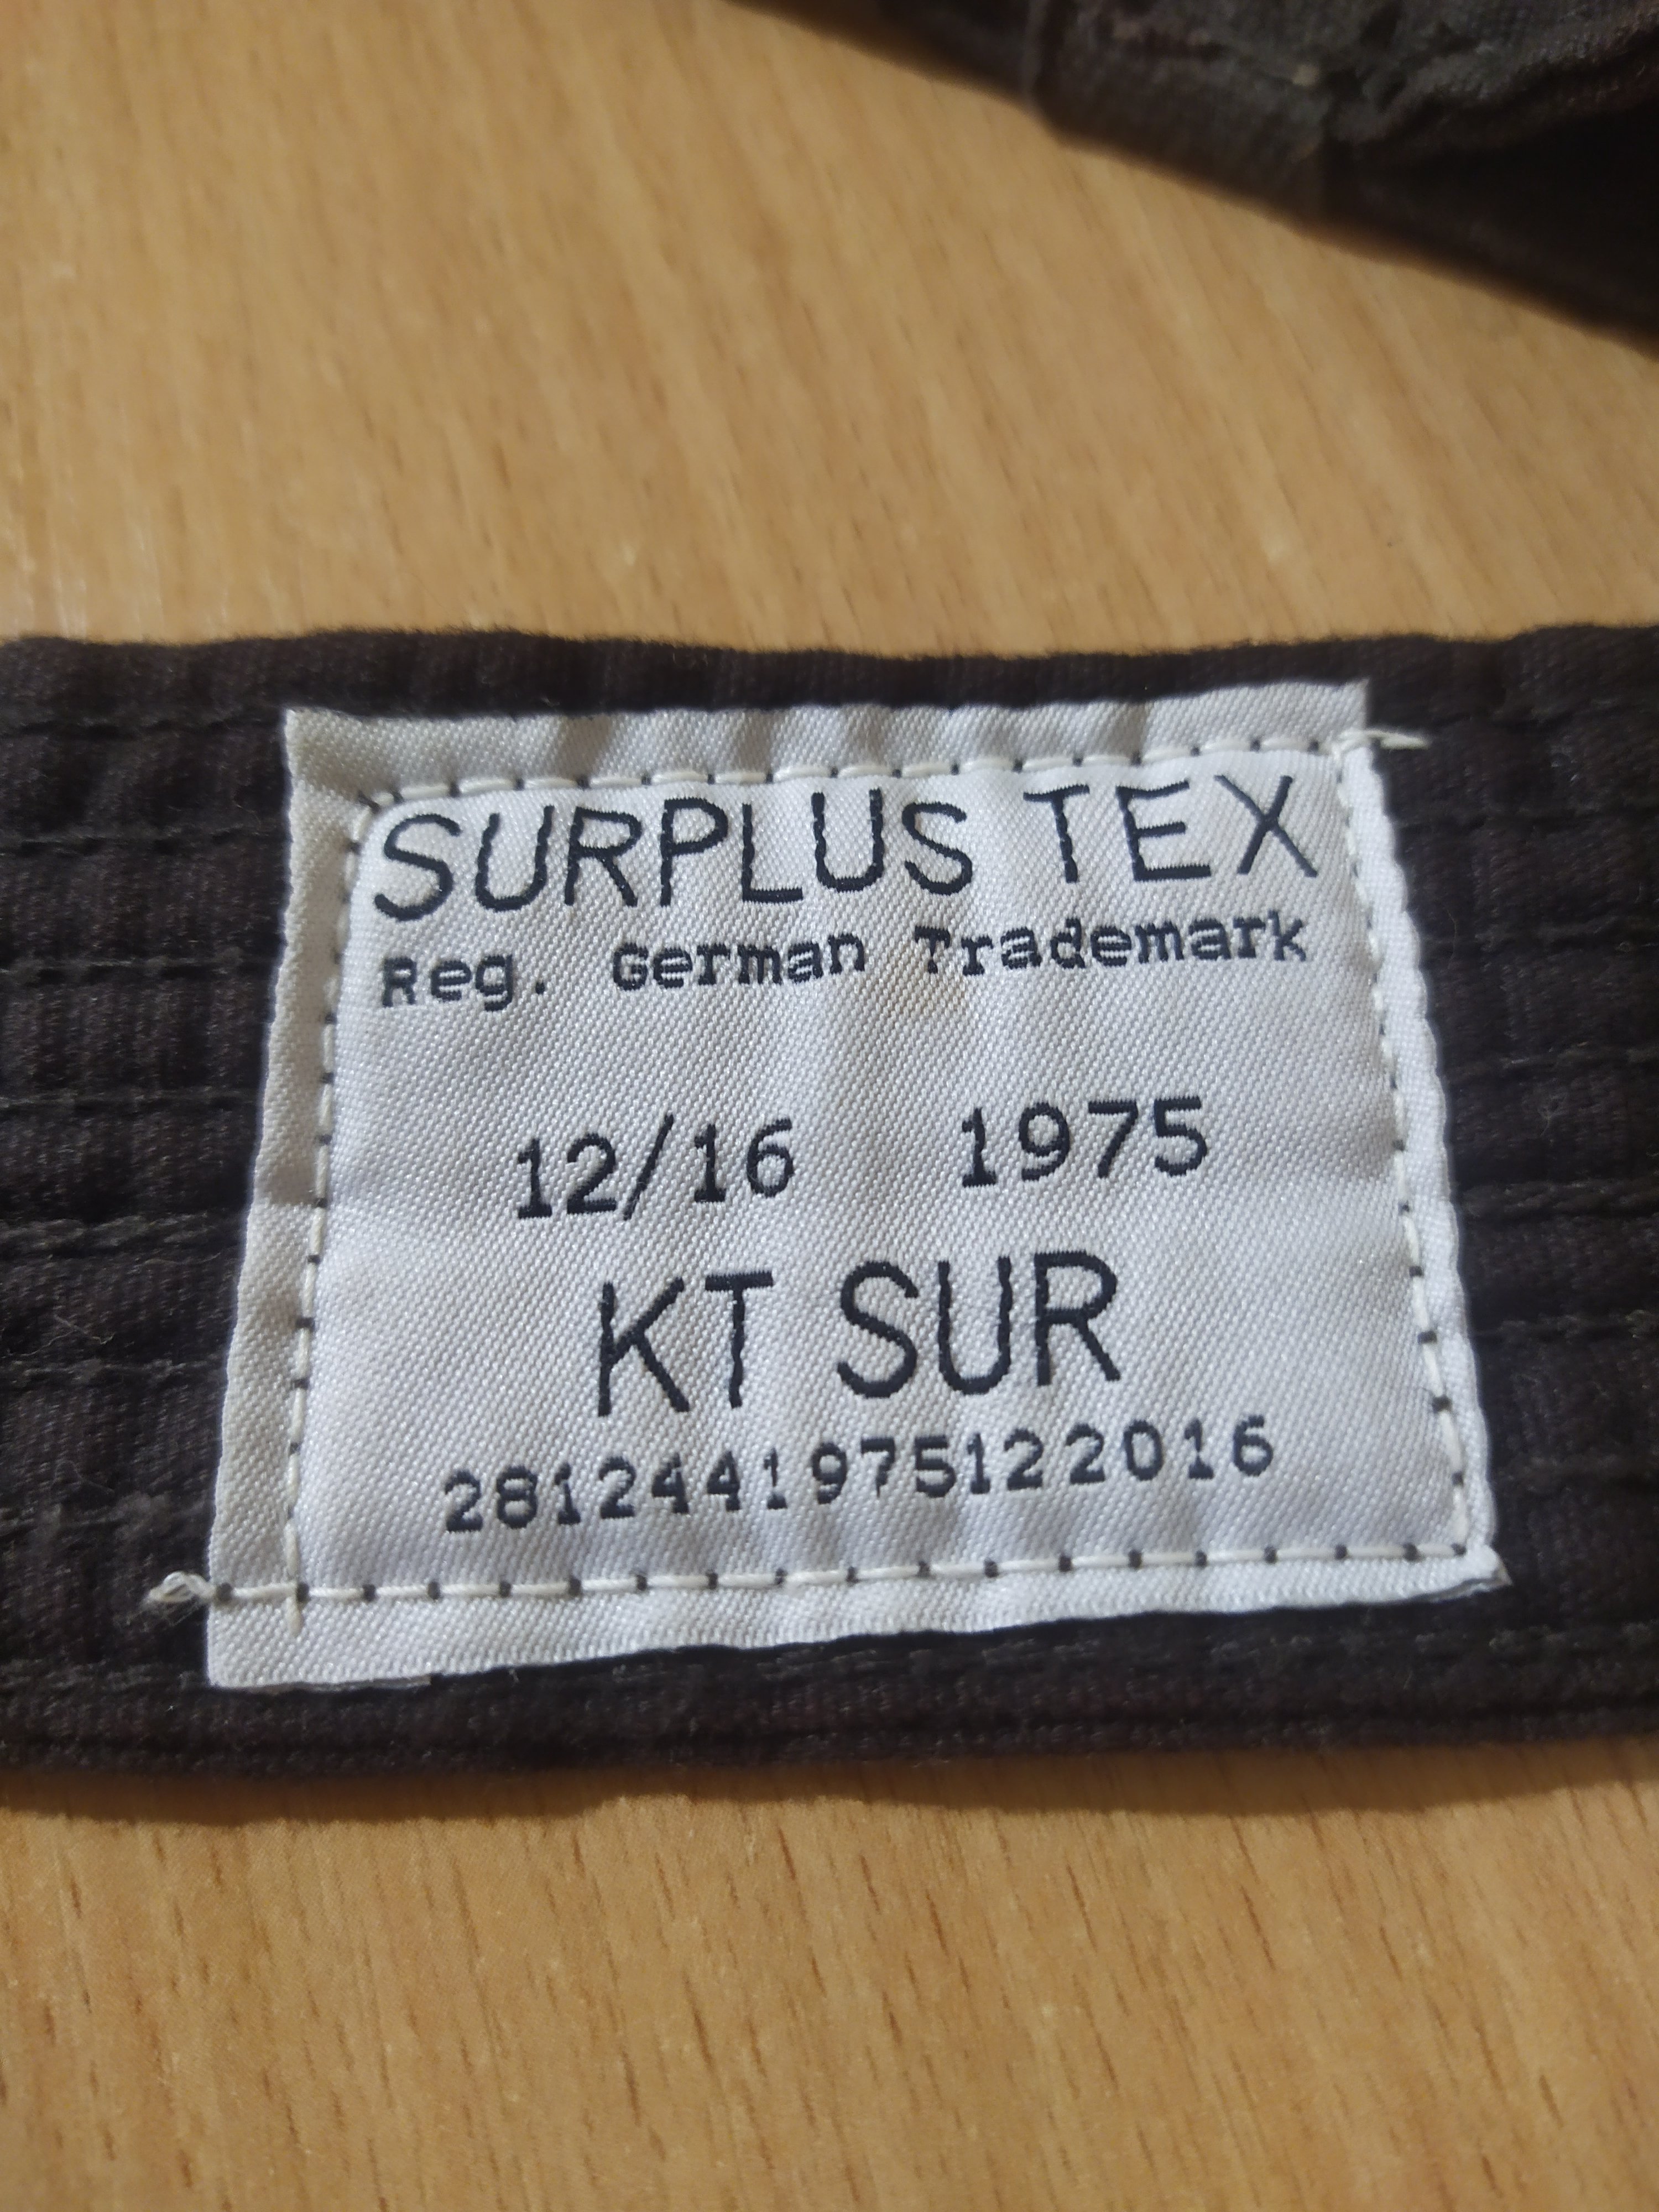 SURPLUS TEX
Reg. German Trademark
12/16 1975
KT SUR
2812441975122016